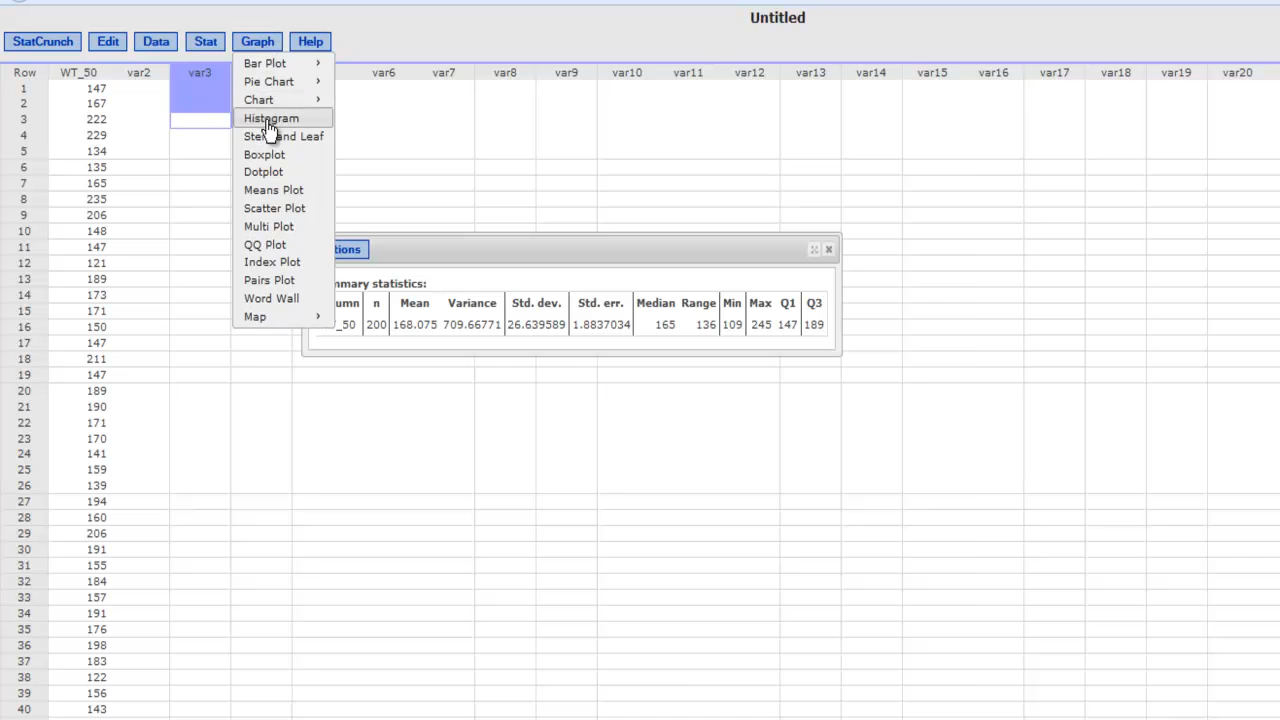 Untitled
StatCrunch Edit Data Stat Graph Help
Row WT_50 var2 var3 var6 var7 var8 var9 var10 var11 var12 var13 var14 var15 var16 var17 var18 var19 var20
Bar Plot
Pie Chart
Chart
Histogram
Stem and Leaf
Boxplot
Dotplot
Means Plot
Scatter Plot
Multi Plot
QQ Plot
Index Plot
Pairs Plot
Word Wall
Map
1 147
2 167
3 222
4 229
5 134
6 135
7 165
8 235
9 206
10 148
11 147
12 121
13 189
14 173
15 171
16 150
17 147
18 211
19 147
20 189
21 190
22 171
23 170
24 141
25 159
26 139
27 194
28 160
29 206
30 191
31 155
32 184
33 157
34 191
35 176
36 198
37 183
38 122
39 156
40 143
tions
mmary statistics:
umn n Mean Variance Std. dev. Std. err. Median Range Min Max Q1 Q3
_50 200 168.075 709.66771 26.639589 1.8837034 165 136 109 245 147 189